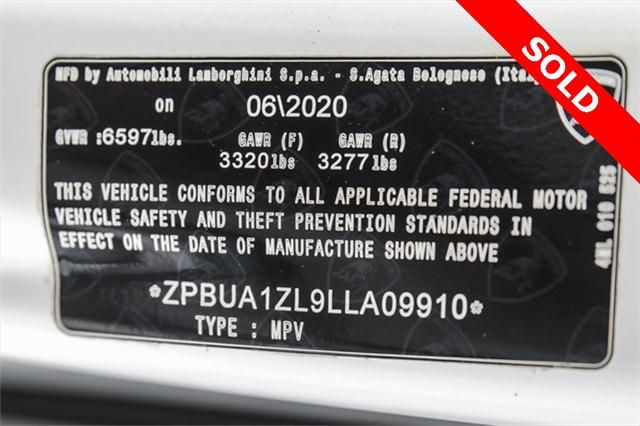 SOLD
MFD by Automobili Lamborghini S.p.a. - S.Agata Bolognese (Ita
on 06\2020
GVWR :6597lbs. GAWR (F) GAWR (R)
3320lbs 3277lbs
THIS VEHICLE CONFORMS TO ALL APPLICABLE FEDERAL MOTOR
VEHICLE SAFETY AND THEFT PREVENTION STANDARDS IN
EFFECT ON THE DATE OF MANUFACTURE SHOWN ABOVE
*ZPBUA1ZL9LLA09910*
TYPE : MPV
4ML 010 525